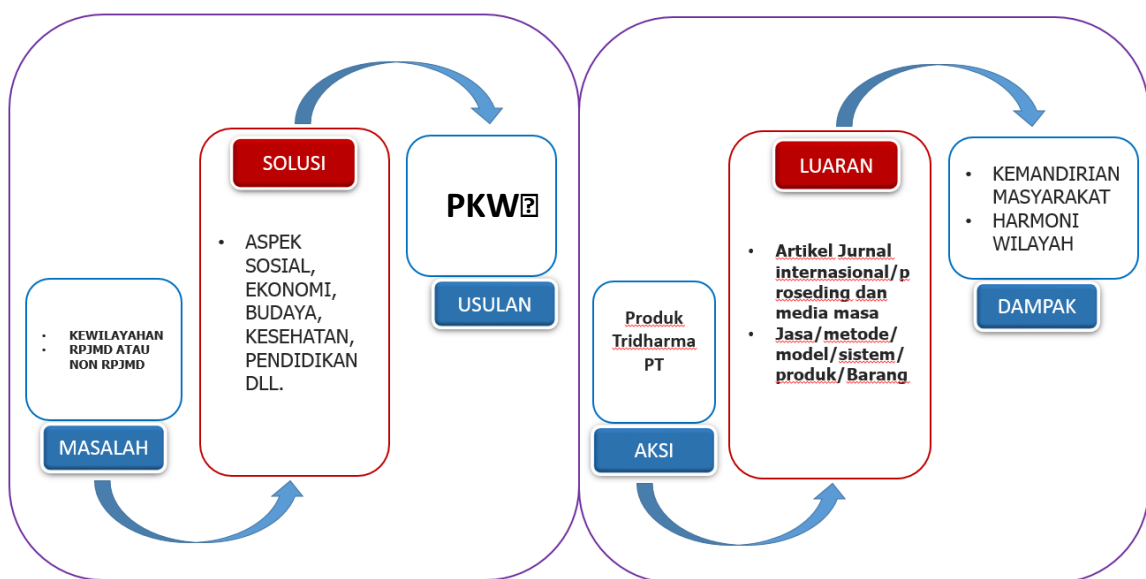 SOLUSI
• ASPEK
SOSIAL,
EKONOMI,
BUDAYA,
KESEHATAN,
PENDIDIKAN
DLL.
PKW�
USULAN
• KEWILAYAHAN
• RPJMD ATAU
NON RPJMD
MASALAH
LUARAN
• Artikel Jurnal
internasional/p
roseding dan
media masa
• Jasa/metode/
model/sistem/
produk/Barang
• KEMANDIRIAN
MASYARAKAT
• HARMONI
WILAYAH
DAMPAK
Produk
Tridharma
PT
AKSI